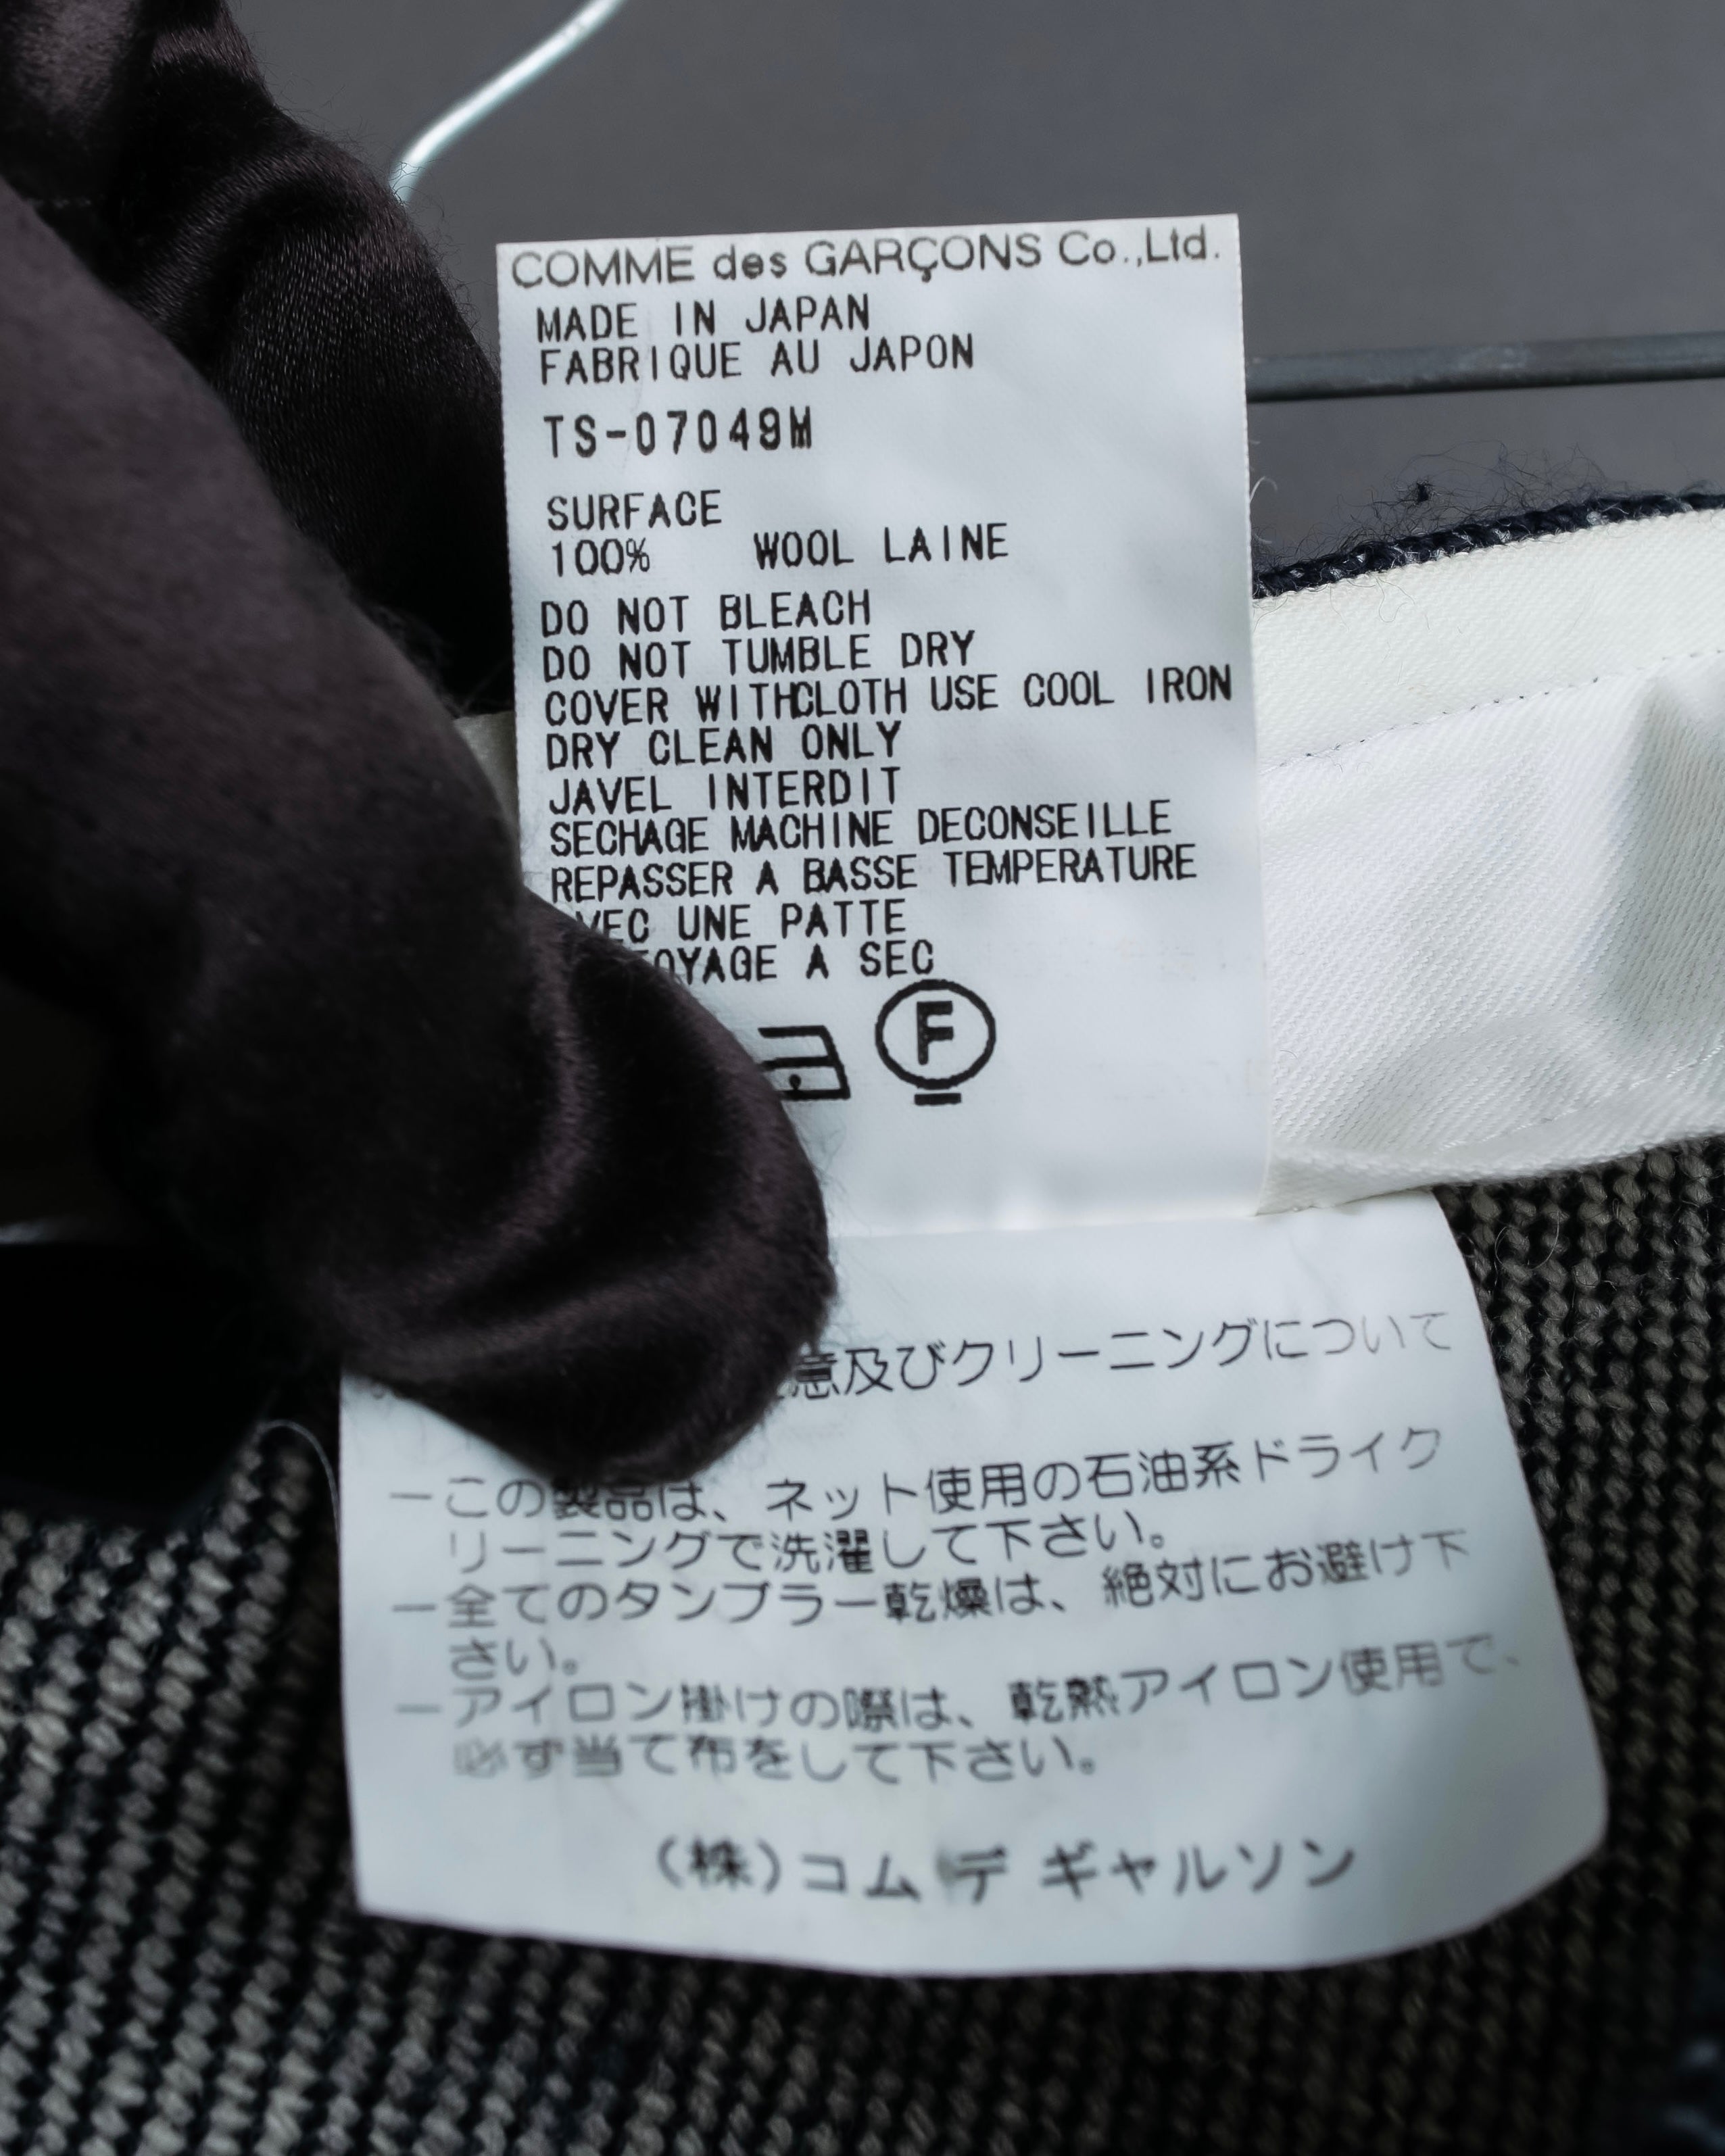 COMME des GARÇONS Co.,Ltd.
MADE IN JAPAN
FABRIQUE AU JAPON
TS-07049M
SURFACE
100% WOOL LAINE
DO NOT BLEACH
DO NOT TUMBLE DRY
COVER WITHCLOTH USE COOL IRON
DRY CLEAN ONLY
JAVEL INTERDIT
SECHAGE MACHINE DECONSEILLE
REPASSER A BASSE TEMPERATURE
UNE PATTE
A SEC
F
意及びクリーニングについて
ーこの製品は、ネット使用の石油系ドライク
リーニングで洗濯して下さい。
ー全てのタンブラー乾燥は、絶対にお避け下
さい。
ーアイロン掛けの際は、乾熱アイロン使用で、
必ず当て布をして下さい。
(株)コム デ ギャルソン